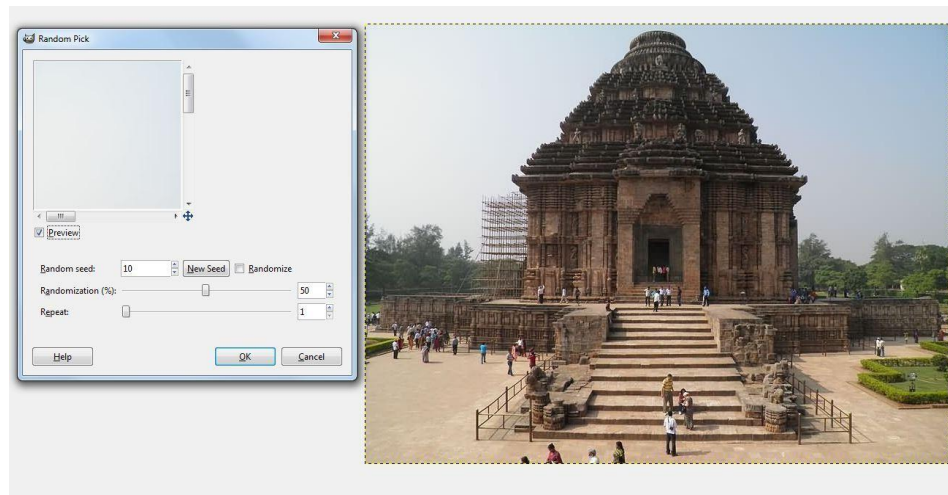 Random Pick
Preview
Random seed: 10 New Seed Randomize
Randomization (%): 50
Repeat: 1
Help OK Cancel